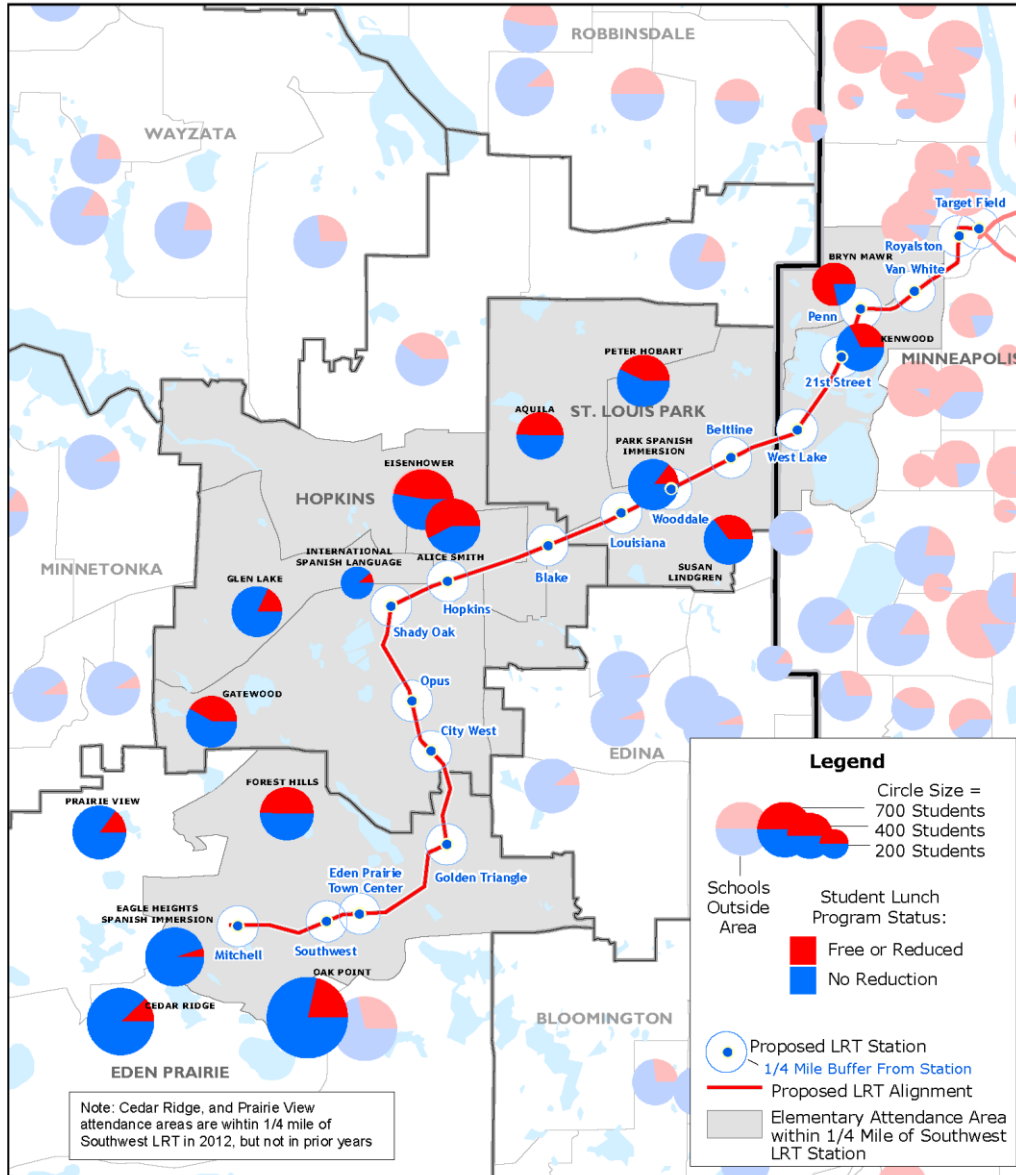 ROBBINSDALE
WAYZATA
Target Field
Royalston
BRYN MAWR
Van White
Penn
KENWOOD
MINNEAPOLIS
21st Street
PETER HOBART
ST. LOUIS PARK
AQUILA
Beltline
PARK SPANISH
IMMERSION
West Lake
EISENHOWER
HOPKINS
Wooddale
Louisiana
INTERNATIONAL
SPANISH LANGUAGE
ALICE SMITH
Blake
SUSAN
LINDGREN
MINNETONKA
GLEN LAKE
Hopkins
Shady Oak
Opus
GATEWOOD
City West
EDINA
FOREST HILLS
PRAIRIE VIEW
Golden Triangle
Eden Prairie
Town Center
EAGLE HEIGHTS
SPANISH IMMERSION
Mitchell
Southwest
OAK POINT
CEDAR RIDGE
BLOOMINGTON
EDEN PRAIRIE
Note: Cedar Ridge, and Prairie View
attendance areas are whithin 1/4 mile of
Southwest LRT in 2012, but not in prior years
Legend
Circle Size =
700 Students
400 Students
200 Students
Schools
Outside
Area
Student Lunch
Program Status:
Free or Reduced
No Reduction
Proposed LRT Station
1/4 Mile Buffer From Station
Proposed LRT Alignment
Elementary Attendance Area
within 1/4 Mile of Southwest
LRT Station